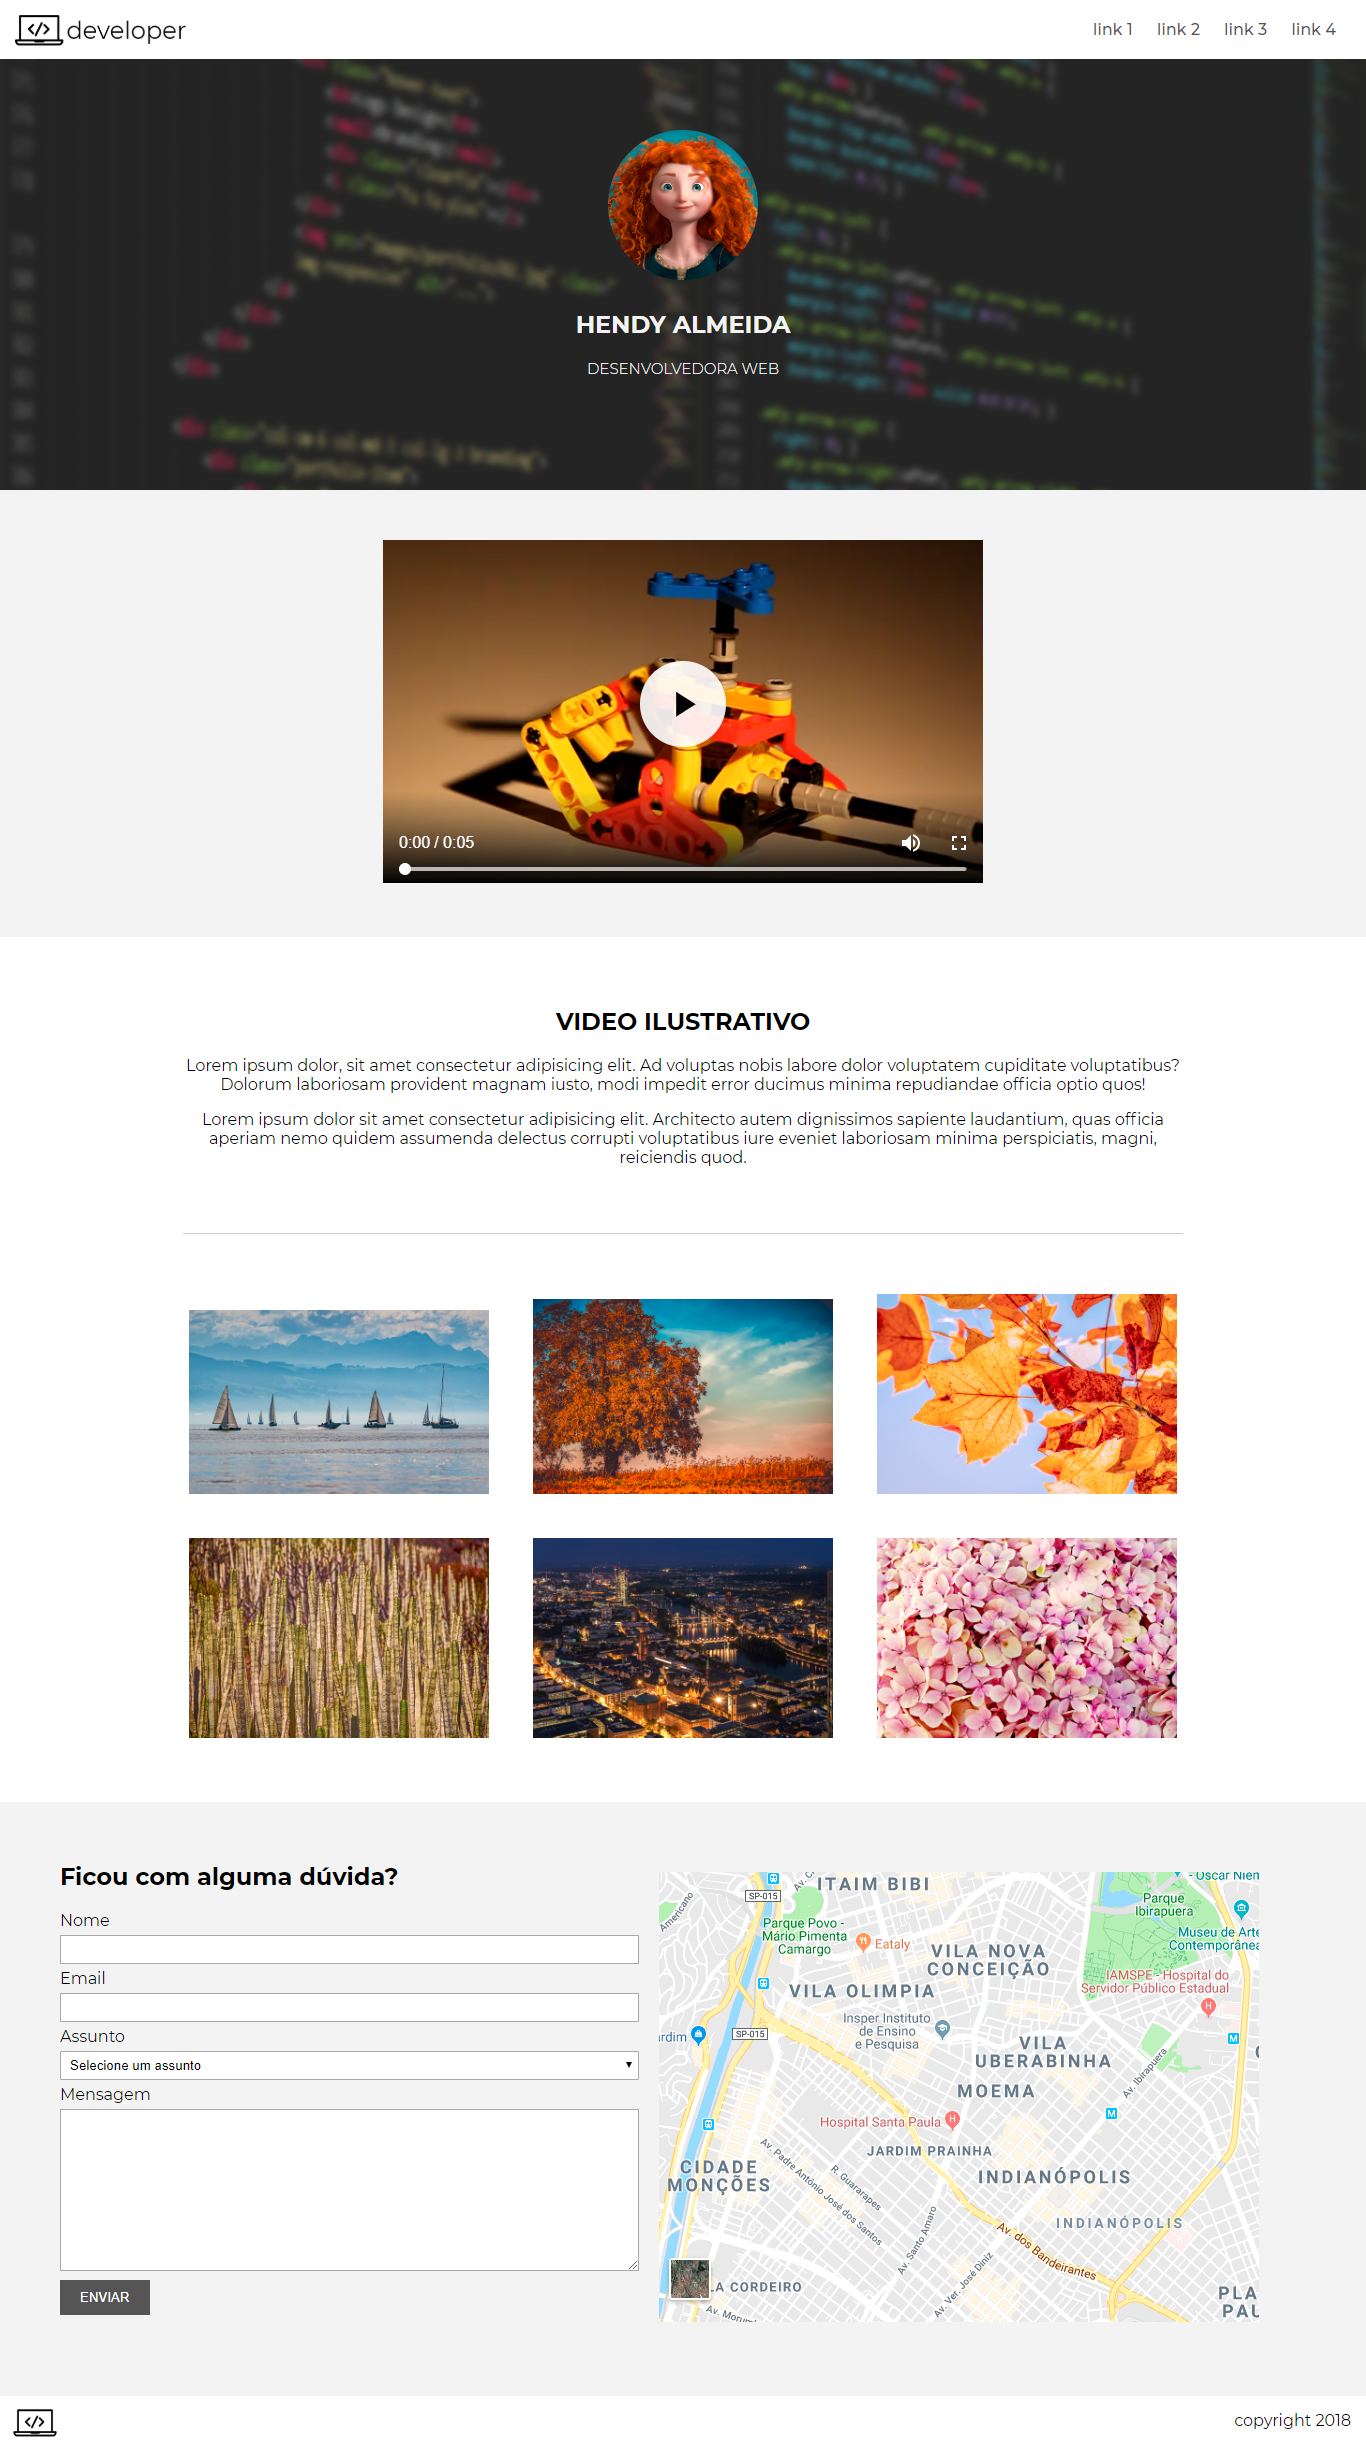 developer
link 1
link 2
link 3
link 4
HENDY ALMEIDA
DESENVOLVEDORA WEB
0:00 / 0:05
VIDEO ILUSTRATIVO
Lorem ipsum dolor, sit amet consectetur adipisicing elit. Ad voluptas nobis labore dolor voluptatem cupiditate voluptatibus?
Dolorum laboriosam provident magnam iusto, modi impedit error ducimus minima repudiandae officia optio quos!
Lorem ipsum dolor sit amet consectetur adipisicing elit. Architecto autem dignissimos sapiente laudantium, quas officia
aperiam nemo quidem assumenda delectus corrupti voluptatibus iure eveniet laboriosam minima perspiciatis, magni,
reiciendis quod.
Ficou com alguma dúvida?
Nome
Email
Assunto
Selecione um assunto
Mensagem
ENVIAR
ITAIM BIBI
SP-015
Americano
Parque Povo -
Mário Pimenta
Camargo
Eataly
VILA NOVA
CONCEIÇÃO
Parque
Ibirapuera
Museu de Arte
Contemporânea
VILA OLIMPIA
IAMSPE - Hospital do
Servidor Público Estadual
Insper Instituto
de Ensino
e Pesquisa
SP-015
VILA
UBERABINHA
MOEMA
Av. Ibirapuera
Hospital Santa Paula
JARDIM PRAINHA
CIDADE
MONÇÕES
Av. Padre Antônio José dos Santos
R. Guararapes
INDIANÓPOLIS
INDIANÓPOLIS
Av. Santo Amaro
Av. dos Bandeirantes
Av. Ver. José Diniz
CORDEIRO
copyright 2018